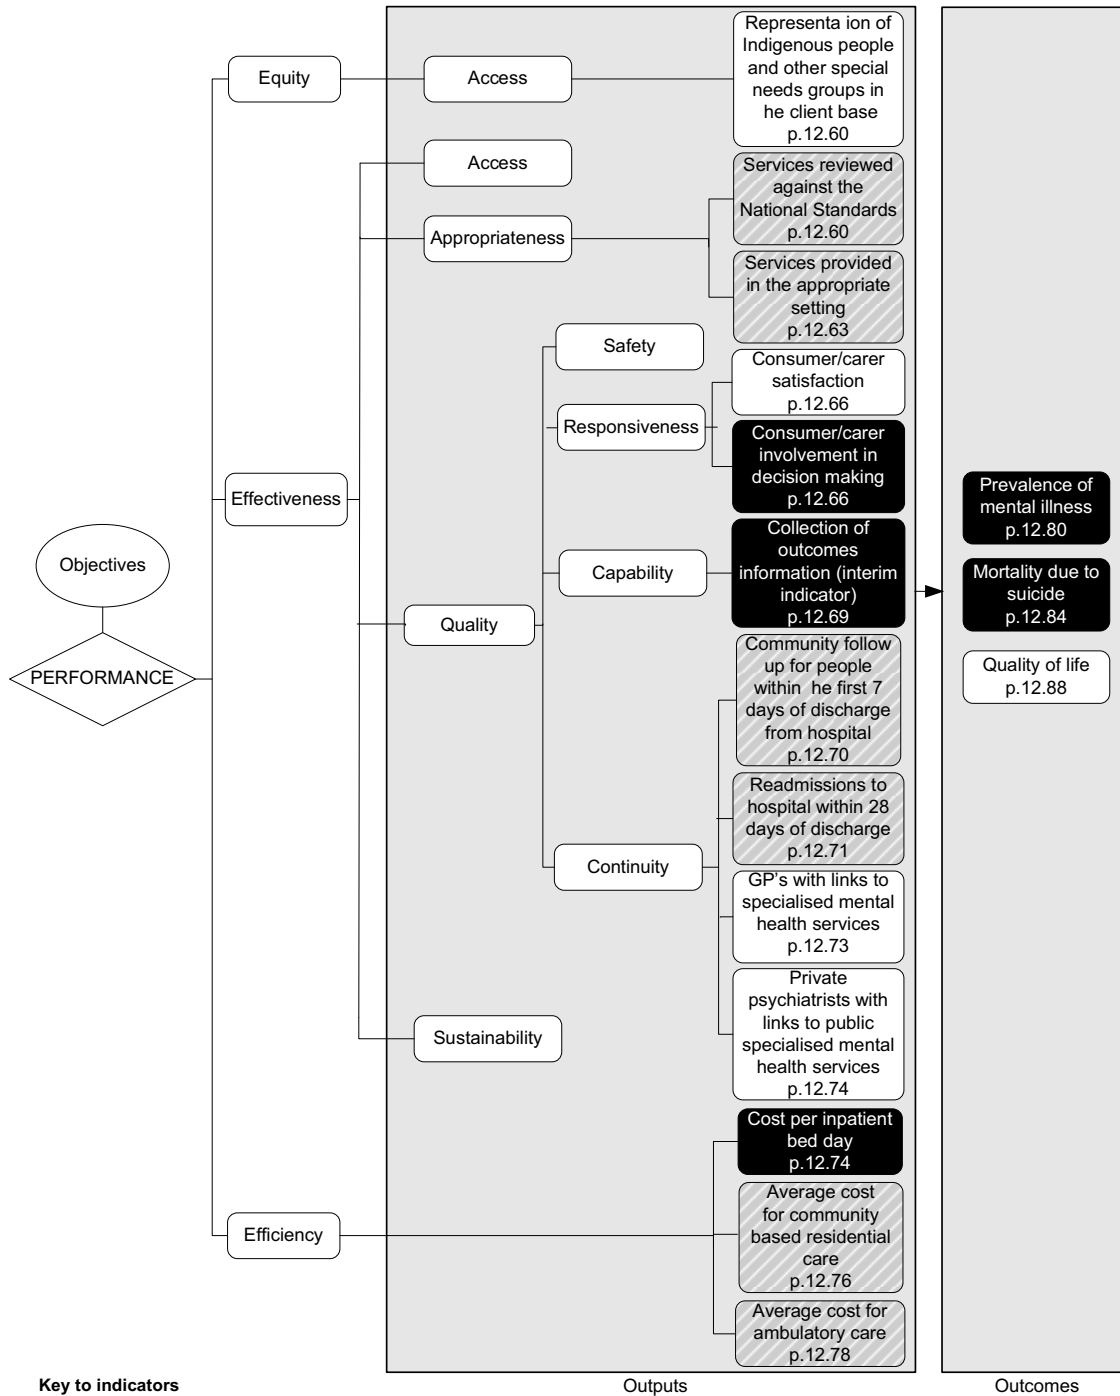 Objectives
PERFORMANCE
Equity
Access
Representa ion of
Indigenous people
and other special
needs groups in
he client base
p.12.60
Effectiveness
Access
Appropriateness
Services reviewed
against the
National Standards
p.12.60
Services provided
in the appropriate
setting
p.12.63
Quality
Safety
Responsiveness
Consumer/carer
satisfaction
p.12.66
Consumer/carer
involvement in
decision making
p.12.66
Capability
Collection of
outcomes
information (interim
indicator)
p.12.69
Continuity
Community follow
up for people
within he first 7
days of discharge
from hospital
p.12.70
Readmissions to
hospital within 28
days of discharge
p.12.71
GP's with links to
specialised mental
health services
p.12.73
Private
psychiatrists with
links to public
specialised mental
health services
p.12.74
Sustainability
Efficiency
Cost per inpatient
bed day
p.12.74
Average cost
for community
based residential
care
p.12.76
Average cost for
ambulatory care
p.12.78
Prevalence of
mental illness
p.12.80
Mortality due to
suicide
p.12.84
Quality of life
p.12.88
Key to indicators
Outputs
Outcomes